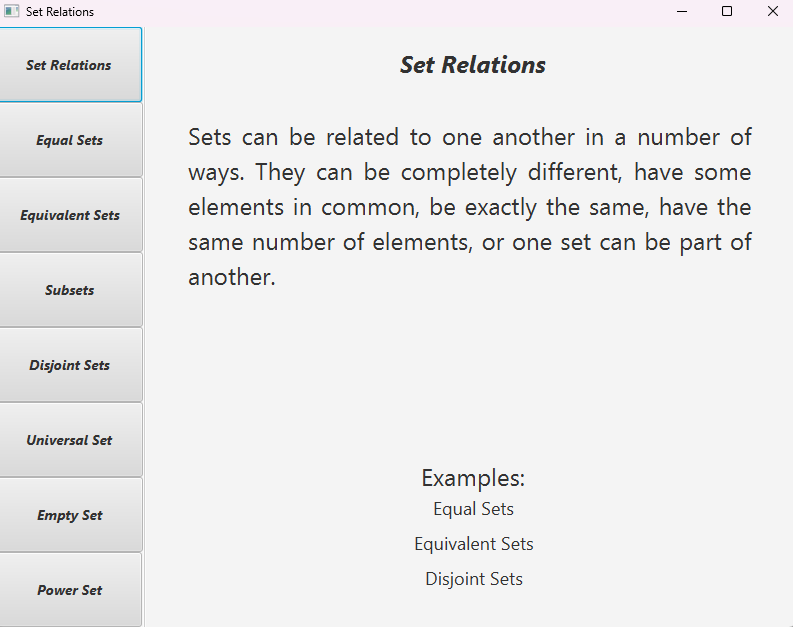 Set Relations
Set Relations
Equal Sets
Equivalent Sets
Subsets
Disjoint Sets
Universal Set
Empty Set
Power Set
Set Relations
Sets can be related to one another in a number of
ways. They can be completely different, have some
elements in common, be exactly the same, have the
same number of elements, or one set can be part of
another.
Examples:
Equal Sets
Equivalent Sets
Disjoint Sets